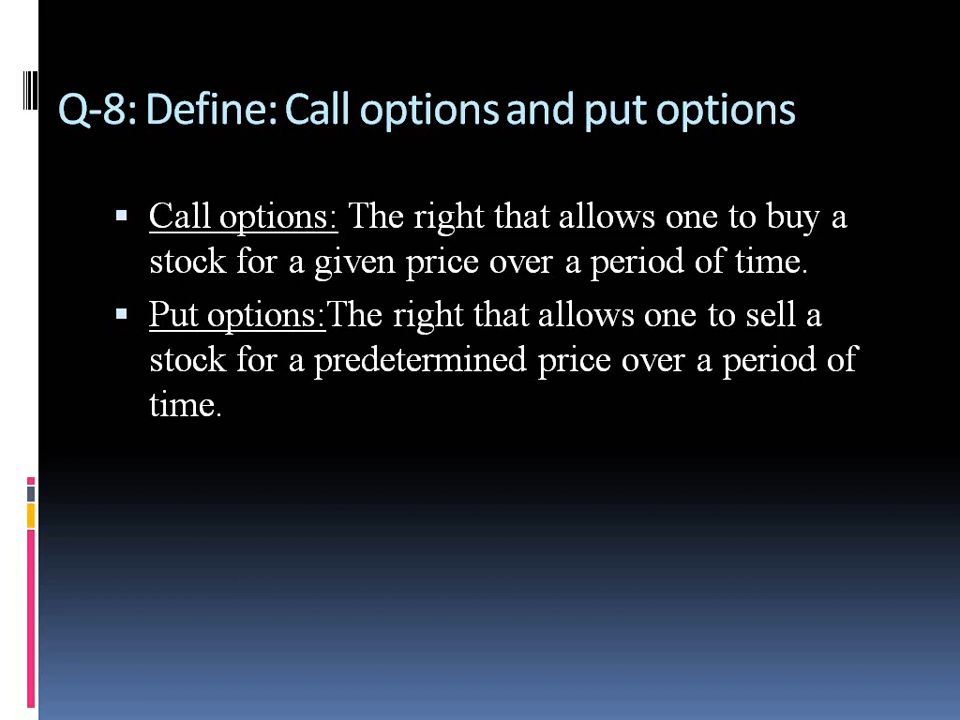 Q-8: Define: Call options and put options
▪ Call options: The right that allows one to buy a
stock for a given price over a period of time.
▪ Put options:The right that allows one to sell a
stock for a predetermined price over a period of
time.